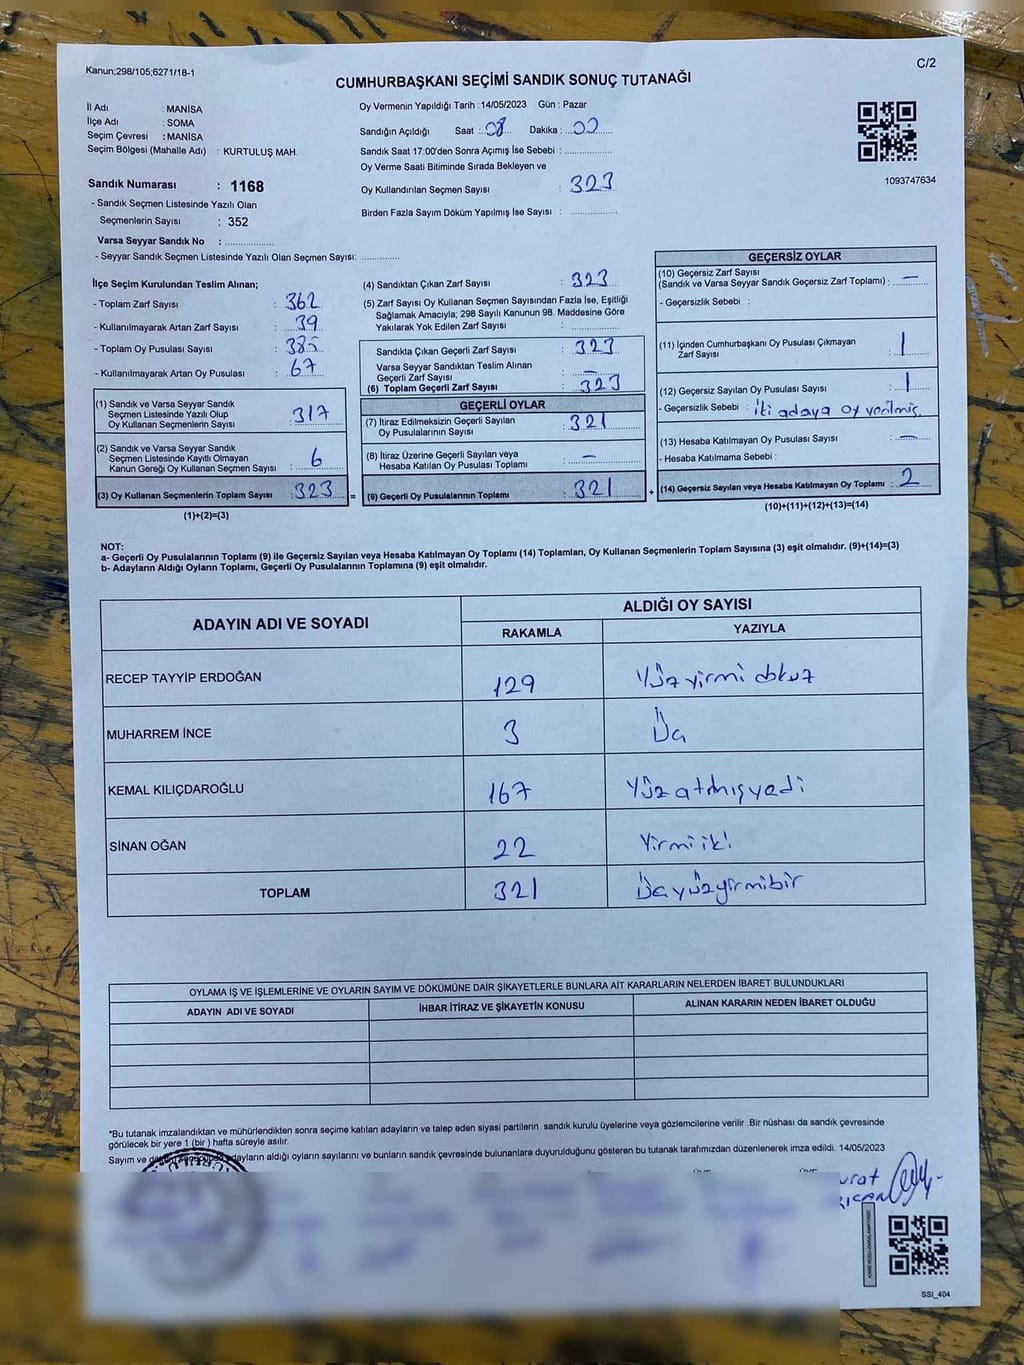 Kanun;298/105;6271/18-1
C/2
CUMHURBAŞKANI SEÇİMİ SANDIK SONUÇ TUTANAĞI
İl Adı : MANİSA
İlçe Adı : SOMA
Seçim Çevresi : MANİSA
Seçim Bölgesi (Mahalle Adı) : KURTULUŞ MAH.
Sandık Numarası : 1168
- Sandık Seçmen Listesinde Yazılı Olan
Seçmenlerin Sayısı : 352
Varsa Seyyar Sandık No : ................
- Seyyar Sandık Seçmen Listesinde Yazılı Olan Seçmen Sayısı: ............
Oy Vermenin Yapıldığı Tarih : 14/05/2023 Gün : Pazar
Sandığın Açıldığı Saat : 08 Dakika : 00
Sandık Saat 17:00'den Sonra Açımış İse Sebebi : ................
Oy Verme Saati Bitiminde Sırada Bekleyen ve
Oy Kullandırılan Seçmen Sayısı : 323
Birden Fazla Sayım Döküm Yapılmış İse Sayısı : ................
1093747634
İlçe Seçim Kurulundan Teslim Alınan;
- Toplam Zarf Sayısı : 362
- Kullanılmayarak Artan Zarf Sayısı : 39
- Toplam Oy Pusulası Sayısı : 385
- Kullanılmayarak Artan Oy Pusulası : 67
(1) Sandık ve Varsa Seyyar Sandık
Seçmen Listesinde Yazılı Olup
Oy Kullanan Seçmenlerin Sayısı : 317
(2) Sandık ve Varsa Seyyar Sandık
Seçmen Listesinde Kayıtlı Olmayan
Kanun Gereği Oy Kullanan Seçmen Sayısı : 6
(3) Oy Kullanan Seçmenlerin Toplam Sayısı : 323 =
(1)+(2)=(3)
(4) Sandıktan Çıkan Zarf Sayısı : 323
(5) Zarf Sayısı Oy Kullanan Seçmen Sayısından Fazla İse, Eşitliği
Sağlamak Amacıyla; 298 Sayılı Kanunun 98. Maddesine Göre
Yakılarak Yok Edilen Zarf Sayısı : ............
Sandıkta Çıkan Geçerli Zarf Sayısı : 323
Varsa Seyyar Sandıktan Teslim Alınan
Geçerli Zarf Sayısı : —
(6) Toplam Geçerli Zarf Sayısı : 323
GEÇERLİ OYLAR
(7) İtiraz Edilmeksizin Geçerli Sayılan
Oy Pusulalarının Sayısı : 321
(8) İtiraz Üzerine Geçerli Sayılan veya
Hesaba Katılan Oy Pusulası Toplamı : —
(9) Geçerli Oy Pusulalarının Toplamı : 321 +
GEÇERSİZ OYLAR
(10) Geçersiz Zarf Sayısı
(Sandık ve Varsa Seyyar Sandık Geçersiz Zarf Toplamı) : —
- Geçersizlik Sebebi :
(11) İçinden Cumhurbaşkanı Oy Pusulası Çıkmayan
Zarf Sayısı : 1
(12) Geçersiz Sayılan Oy Pusulası Sayısı : 1
- Geçersizlik Sebebi : iki adaya oy verilmiş.
(13) Hesaba Katılmayan Oy Pusulası Sayısı : —
- Hesaba Katılmama Sebebi :
(14) Geçersiz Sayılan veya Hesaba Katılmayan Oy Toplamı : 2
(10)+(11)+(12)+(13)=(14)
NOT:
a- Geçerli Oy Pusulalarının Toplamı (9) ile Geçersiz Sayılan veya Hesaba Katılmayan Oy Toplamı (14) Toplamları, Oy Kullanan Seçmenlerin Toplam Sayısına (3) eşit olmalıdır. (9)+(14)=(3)
b- Adayların Aldığı Oyların Toplamı, Geçerli Oy Pusulalarının Toplamına (9) eşit olmalıdır.
ADAYIN ADI VE SOYADI
ALDIĞI OY SAYISI
RAKAMLA YAZIYLA
RECEP TAYYİP ERDOĞAN 129 Yüz yirmi dokuz
MUHARREM İNCE 3 Üç
KEMAL KILIÇDAROĞLU 167 Yüz atmışyedi
SİNAN OĞAN 22 Yirmi iki
TOPLAM 321 Üç yüzyirmibir
OYLAMA İŞ VE İŞLEMLERİNE VE OYLARIN SAYIM VE DÖKÜMÜNE DAİR ŞİKAYETLERLE BUNLARA AİT KARARLARIN NELERDEN İBARET BULUNDUKLARI
ADAYIN ADI VE SOYADI İHBAR İTİRAZ VE ŞİKAYETİN KONUSU ALINAN KARARIN NEDEN İBARET OLDUĞU
*Bu tutanak imzalandıktan ve mühürlendikten sonra seçime katılan adayların ve talep eden siyasi partilerin sandık kurulu üyelerine veya gözlemcilerine verilir .Bir nüshası da sandık çevresinde
görülecek bir yere 1 (bir ) hafta süreyle asılır.
Sayım ve adayların aldığı oyların sayılarını ve bunların sandık çevresinde bulunanlara duyurulduğunu gösteren bu tutanak tarafımızdan düzenlenerek imza edildi. 14/05/2023
SSI_404